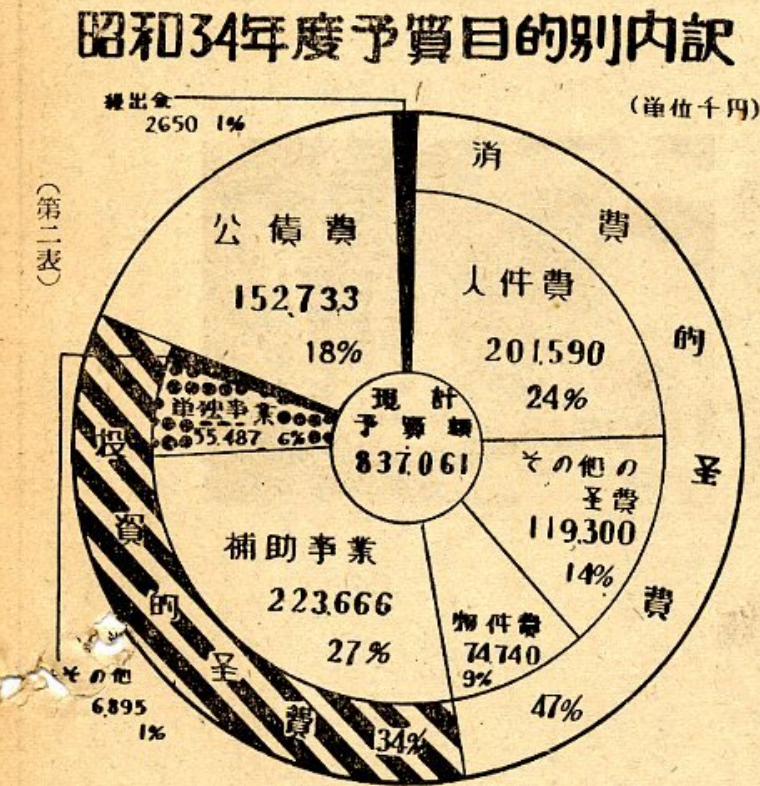 昭和34年度予算目的別内訳
(単位千円)
繰出金
2650 1%
(第二表)
公債費
152,733
18%
消費的圣費
47%
人件費
201,590
24%
その他の
圣費
119,300
14%
物件費
74,740
9%
現計
予算額
837,061
単独事業
55,487 6%
補助事業
223,666
27%
投資的圣費
34%
その他
6,895
1%